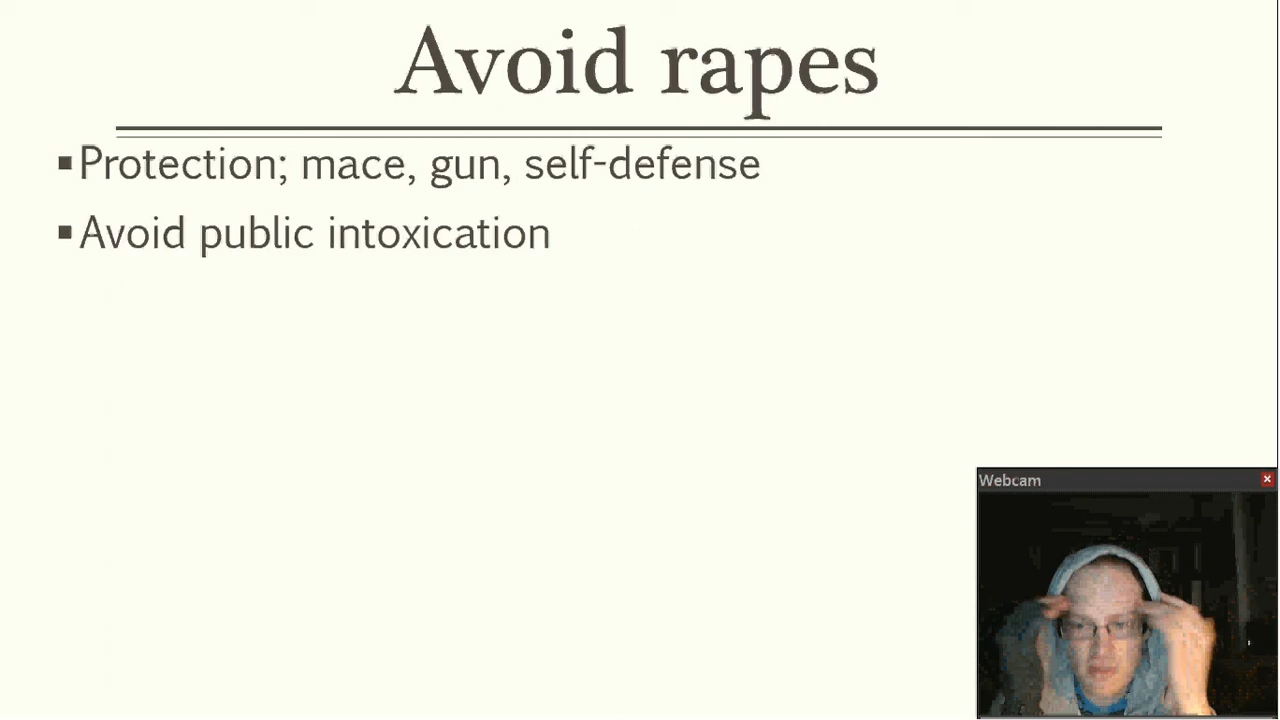 Avoid rapes
▪Protection; mace, gun, self-defense
▪Avoid public intoxication
Webcam